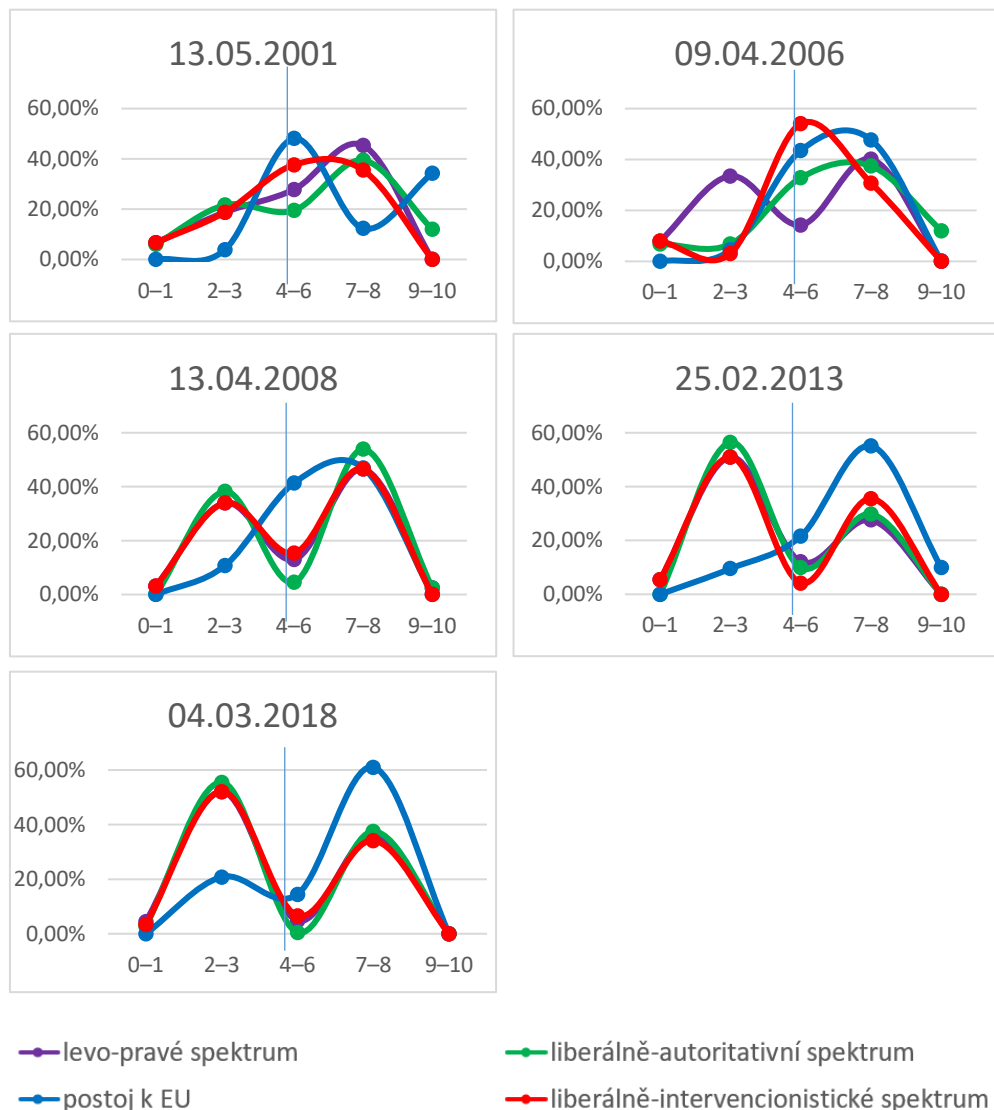 13.05.2001
60,00%
40,00%
20,00%
0,00%
0–1 2–3 4–6 7–8 9–10
09.04.2006
60,00%
40,00%
20,00%
0,00%
0–1 2–3 4–6 7–8 9–10
13.04.2008
60,00%
40,00%
20,00%
0,00%
0–1 2–3 4–6 7–8 9–10
25.02.2013
60,00%
40,00%
20,00%
0,00%
0–1 2–3 4–6 7–8 9–10
04.03.2018
60,00%
40,00%
20,00%
0,00%
0–1 2–3 4–6 7–8 9–10
levo-pravé spektrum
liberálně-autoritativní spektrum
postoj k EU
liberálně-intervencionistické spektrum